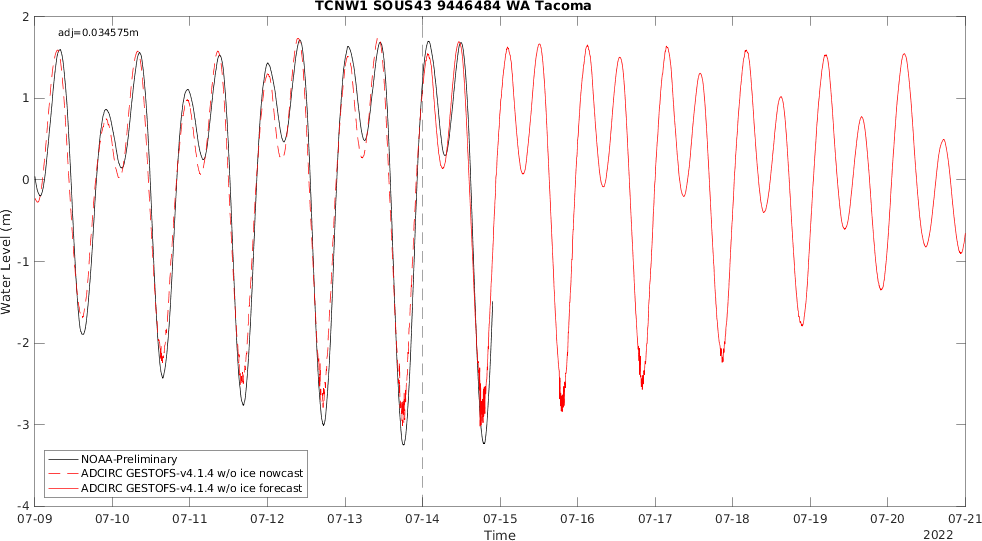 TCNW1 SOUS43 9446484 WA Tacoma
adj=0.034575m
2
1
0
-1
-2
-3
-4
Water Level (m)
NOAA-Preliminary
ADCIRC GESTOFS-v4.1.4 w/o ice nowcast
ADCIRC GESTOFS-v4.1.4 w/o ice forecast
07-09 07-10 07-11 07-12 07-13 07-14 07-15 07-16 07-17 07-18 07-19 07-20 07-21
Time
2022